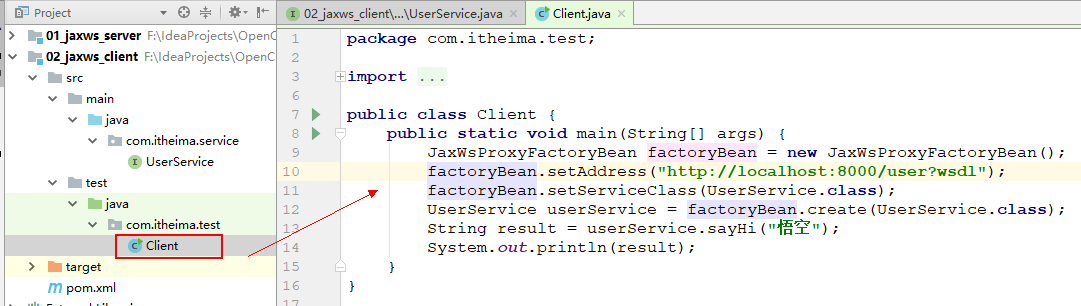 Project
02_jaxws_client\...\UserService.java
Client.java
01_jaxws_server F:\IdeaProjects\OpenC
02_jaxws_client F:\IdeaProjects\OpenC
src
main
java
com.itheima.service
UserService
test
java
com.itheima.test
Client
target
pom.xml
1 package com.itheima.test;
2
3 import ...
6
7 public class Client {
8 public static void main(String[] args) {
9 JaxWsProxyFactoryBean factoryBean = new JaxWsProxyFactoryBean();
10 factoryBean.setAddress("http://localhost:8000/user?wsdl");
11 factoryBean.setServiceClass(UserService.class);
12 UserService userService = factoryBean.create(UserService.class);
13 String result = userService.sayHi("悟空");
14 System.out.println(result);
15 }
16 }
17